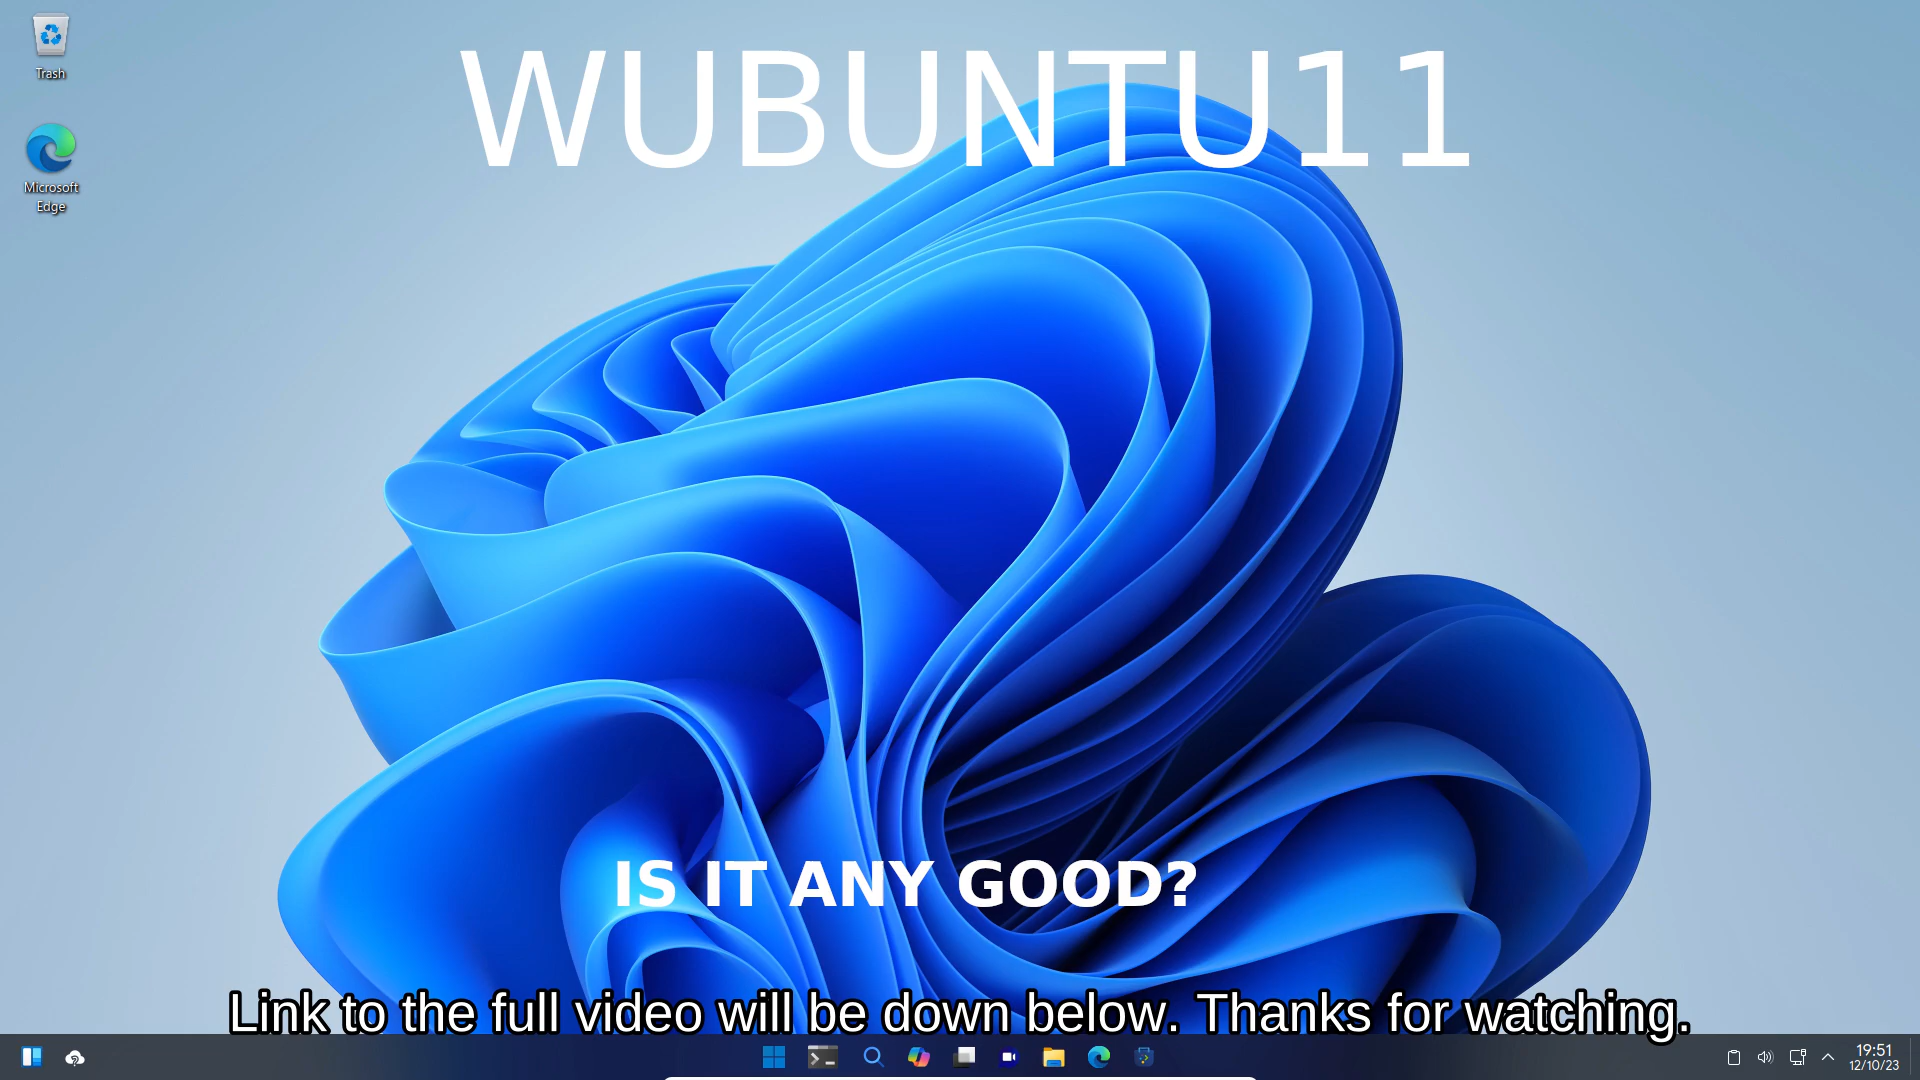 WUBUNTU11
Trash
Microsoft
Edge
IS IT ANY GOOD?
Link to the full video will be down below. Thanks for watching.
19:51
12/10/23